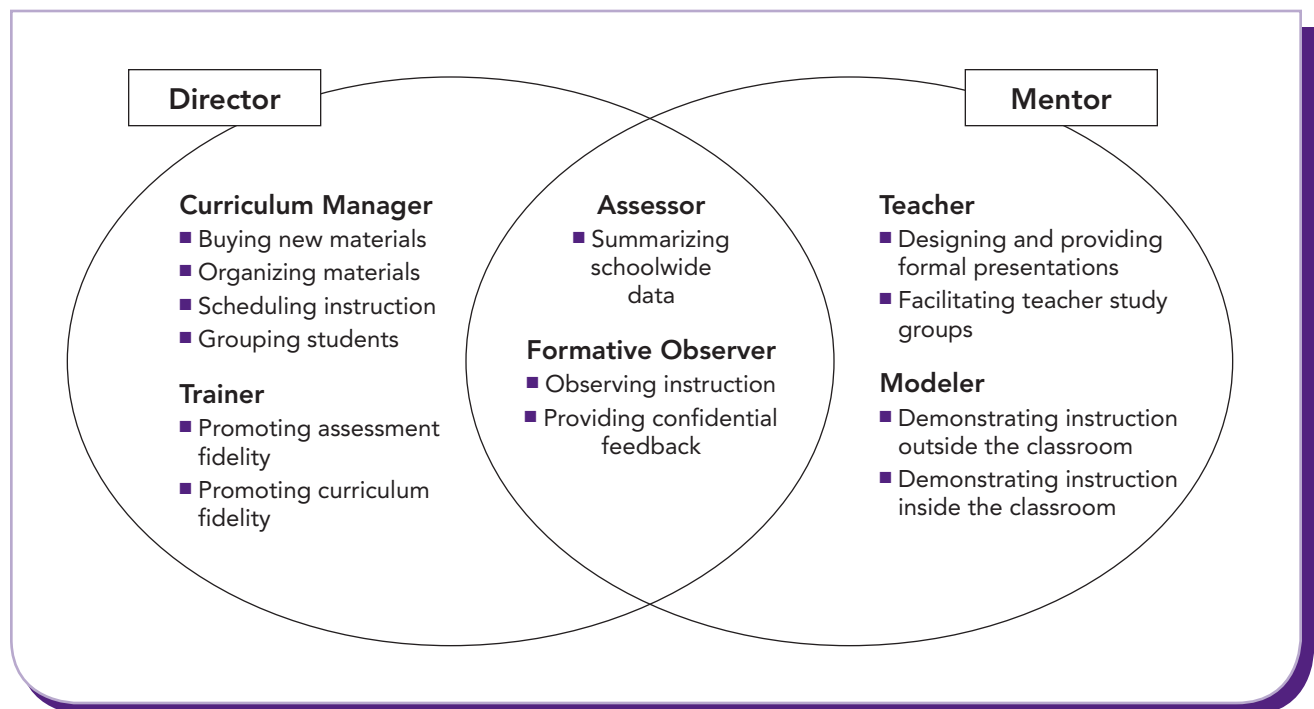 Director
Mentor
Curriculum Manager
■ Buying new materials
■ Organizing materials
■ Scheduling instruction
■ Grouping students
Trainer
■ Promoting assessment
fidelity
■ Promoting curriculum
fidelity
Assessor
■ Summarizing
schoolwide
data
Formative Observer
■ Observing instruction
■ Providing confidential
feedback
Teacher
■ Designing and providing
formal presentations
■ Facilitating teacher study
groups
Modeler
■ Demonstrating instruction
outside the classroom
■ Demonstrating instruction
inside the classroom